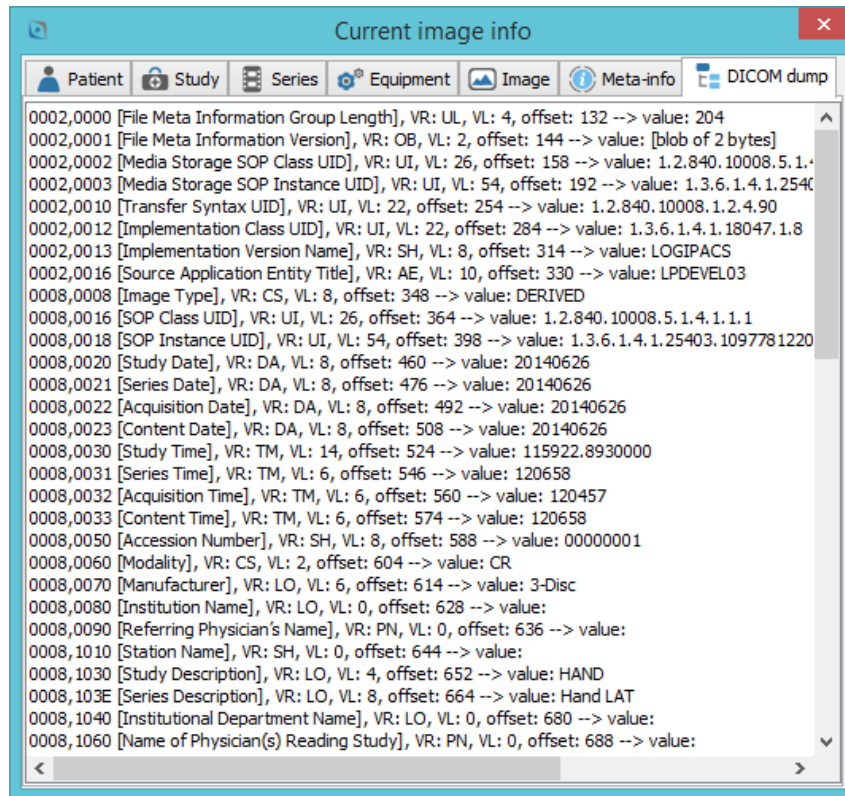 Current image info
Patient Study Series Equipment Image Meta-info DICOM dump
0002,0000 [File Meta Information Group Length], VR: UL, VL: 4, offset: 132 --> value: 204
0002,0001 [File Meta Information Version], VR: OB, VL: 2, offset: 144 --> value: [blob of 2 bytes]
0002,0002 [Media Storage SOP Class UID], VR: UI, VL: 26, offset: 158 --> value: 1.2.840.10008.5.1.4
0002,0003 [Media Storage SOP Instance UID], VR: UI, VL: 54, offset: 192 --> value: 1.3.6.1.4.1.2540
0002,0010 [Transfer Syntax UID], VR: UI, VL: 22, offset: 254 --> value: 1.2.840.10008.1.2.4.90
0002,0012 [Implementation Class UID], VR: UI, VL: 22, offset: 284 --> value: 1.3.6.1.4.1.18047.1.8
0002,0013 [Implementation Version Name], VR: SH, VL: 8, offset: 314 --> value: LOGIPACS
0002,0016 [Source Application Entity Title], VR: AE, VL: 10, offset: 330 --> value: LPDEVEL03
0008,0008 [Image Type], VR: CS, VL: 8, offset: 348 --> value: DERIVED
0008,0016 [SOP Class UID], VR: UI, VL: 26, offset: 364 --> value: 1.2.840.10008.5.1.4.1.1.1
0008,0018 [SOP Instance UID], VR: UI, VL: 54, offset: 398 --> value: 1.3.6.1.4.1.25403.1097781220
0008,0020 [Study Date], VR: DA, VL: 8, offset: 460 --> value: 20140626
0008,0021 [Series Date], VR: DA, VL: 8, offset: 476 --> value: 20140626
0008,0022 [Acquisition Date], VR: DA, VL: 8, offset: 492 --> value: 20140626
0008,0023 [Content Date], VR: DA, VL: 8, offset: 508 --> value: 20140626
0008,0030 [Study Time], VR: TM, VL: 14, offset: 524 --> value: 115922.8930000
0008,0031 [Series Time], VR: TM, VL: 6, offset: 546 --> value: 120658
0008,0032 [Acquisition Time], VR: TM, VL: 6, offset: 560 --> value: 120457
0008,0033 [Content Time], VR: TM, VL: 6, offset: 574 --> value: 120658
0008,0050 [Accession Number], VR: SH, VL: 8, offset: 588 --> value: 00000001
0008,0060 [Modality], VR: CS, VL: 2, offset: 604 --> value: CR
0008,0070 [Manufacturer], VR: LO, VL: 6, offset: 614 --> value: 3-Disc
0008,0080 [Institution Name], VR: LO, VL: 0, offset: 628 --> value:
0008,0090 [Referring Physician's Name], VR: PN, VL: 0, offset: 636 --> value:
0008,1010 [Station Name], VR: SH, VL: 0, offset: 644 --> value:
0008,1030 [Study Description], VR: LO, VL: 4, offset: 652 --> value: HAND
0008,103E [Series Description], VR: LO, VL: 8, offset: 664 --> value: Hand LAT
0008,1040 [Institutional Department Name], VR: LO, VL: 0, offset: 680 --> value:
0008,1060 [Name of Physician(s) Reading Study], VR: PN, VL: 0, offset: 688 --> value: